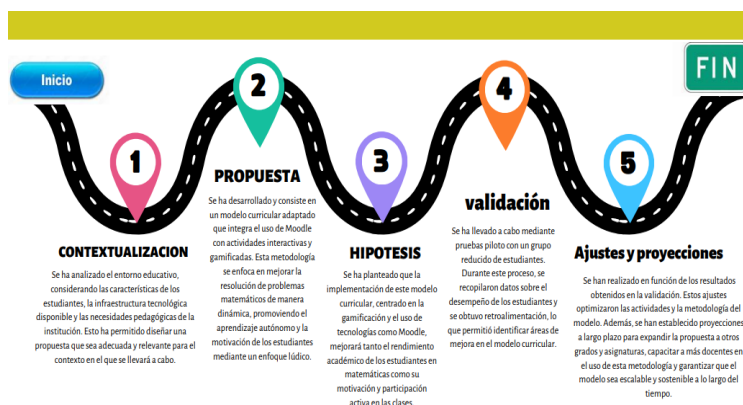 Inicio
FIN
1
CONTEXTUALIZACION
Se ha analizado el entorno educativo,
considerando las características de los
estudiantes, la infraestructura tecnológica
disponible y las necesidades pedagógicas de la
institución. Esto ha permitido diseñar una
propuesta que sea adecuada y relevante para el
contexto en el que se llevará a cabo.
2
PROPUESTA
Se ha desarrollado y consiste en
un modelo curricular adaptado
que integra el uso de Moodle
con actividades interactivas y
gamificadas. Esta metodología
se enfoca en mejorar la
resolución de problemas
matemáticos de manera
dinámica, promoviendo el
aprendizaje autónomo y la
motivación de los estudiantes
mediante un enfoque lúdico.
3
HIPOTESIS
Se ha planteado que la
implementación de este modelo
curricular, centrado en la
gamificación y el uso de
tecnologías como Moodle,
mejorará tanto el rendimiento
académico de los estudiantes en
matemáticas como su
motivación y participación
activa en las clases.
4
validación
Se ha llevado a cabo mediante
pruebas piloto con un grupo
reducido de estudiantes.
Durante este proceso, se
recopilaron datos sobre el
desempeño de los estudiantes y
se obtuvo retroalimentación, lo
que permitió identificar áreas de
mejora en el modelo curricular.
5
Ajustes y proyecciones
Se han realizado en función de los resultados
obtenidos en la validación. Estos ajustes
optimizaron las actividades y la metodología del
modelo. Además, se han establecido proyecciones
a largo plazo para expandir la propuesta a otros
grados y asignaturas, capacitar a más docentes en
el uso de esta metodología y garantizar que el
modelo sea escalable y sostenible a lo largo del
tiempo.